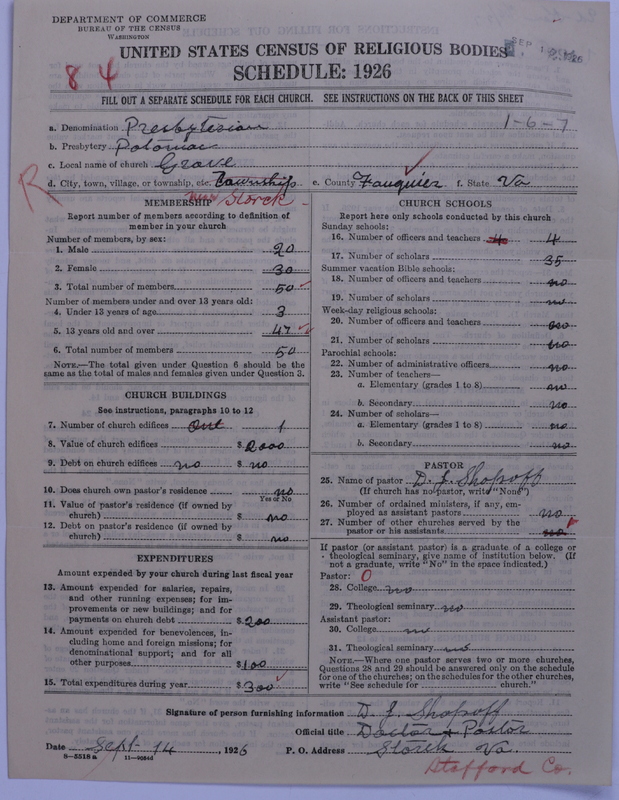 DEPARTMENT OF COMMERCE
BUREAU OF THE CENSUS
WASHINGTON
UNITED STATES CENSUS OF RELIGIOUS BODIES
8 4
SCHEDULE: 1926
FILL OUT A SEPARATE SCHEDULE FOR EACH CHURCH. SEE INSTRUCTIONS ON THE BACK OF THIS SHEET
1-6-7
a. Denomination Presbyterian
b. Presbytery Potomac
c. Local name of church Grove
R
d. City, town, village, or township, etc. Township e. County Fauquier f. State Va
near Storck
MEMBERSHIP
Report number of members according to definition of
member in your church
Number of members, by sex:
1. Male 20
2. Female 30
3. Total number of members 50
Number of members under and over 13 years old:
4. Under 13 years of age 3
5. 13 years old and over 47
6. Total number of members 50
NOTE.—The total given under Question 6 should be the
same as the total of males and females given under Question 3.
CHURCH BUILDINGS
See instructions, paragraphs 10 to 12
7. Number of church edifices One 1
8. Value of church edifices $2000
9. Debt on church edifices no $ no
10. Does church own pastor's residence no
Yes or No
11. Value of pastor's residence (if owned by
church) $ no
12. Debt on pastor's residence (if owned by
church) $ no
EXPENDITURES
Amount expended by your church during last fiscal year
13. Amount expended for salaries, repairs,
and other running expenses; for im-
provements or new buildings; and for
payments on church debt $200
14. Amount expended for benevolences, in-
cluding home and foreign missions; for
denominational support; and for all
other purposes $100
15. Total expenditures during year $300
CHURCH SCHOOLS
Report here only schools conducted by this church
Sunday schools:
16. Number of officers and teachers 4 4
17. Number of scholars 35
Summer vacation Bible schools:
18. Number of officers and teachers no
19. Number of scholars no
Week-day religious schools:
20. Number of officers and teachers no
21. Number of scholars no
Parochial schools:
22. Number of administrative officers no
23. Number of teachers—
a. Elementary (grades 1 to 8) no
b. Secondary no
24. Number of scholars—
a. Elementary (grades 1 to 8) no
b. Secondary no
PASTOR
25. Name of pastor D. J. Shopoff
(If church has no pastor, write "None")
26. Number of ordained ministers, if any, em-
ployed as assistant pastors no
27. Number of other churches served by the
pastor or his assistants no
If pastor (or assistant pastor) is a graduate of a college or
theological seminary, give name of institution below. (If
not a graduate, write "No" in the space indicated.)
Pastor: 0
28. College no
29. Theological seminary no
Assistant pastor:
30. College no
31. Theological seminary no
NOTE.—Where one pastor serves two or more churches,
Questions 28 and 29 should be answered only on the schedule
for one of the churches; on the schedules for the other churches,
write "See schedule for church."
Signature of person furnishing information D. J. Shopoff
Official title Doctor + Pastor
Date Sept 14, 1926 P. O. Address Storck Va.
8—5518a 11—9034d
Stafford Co.